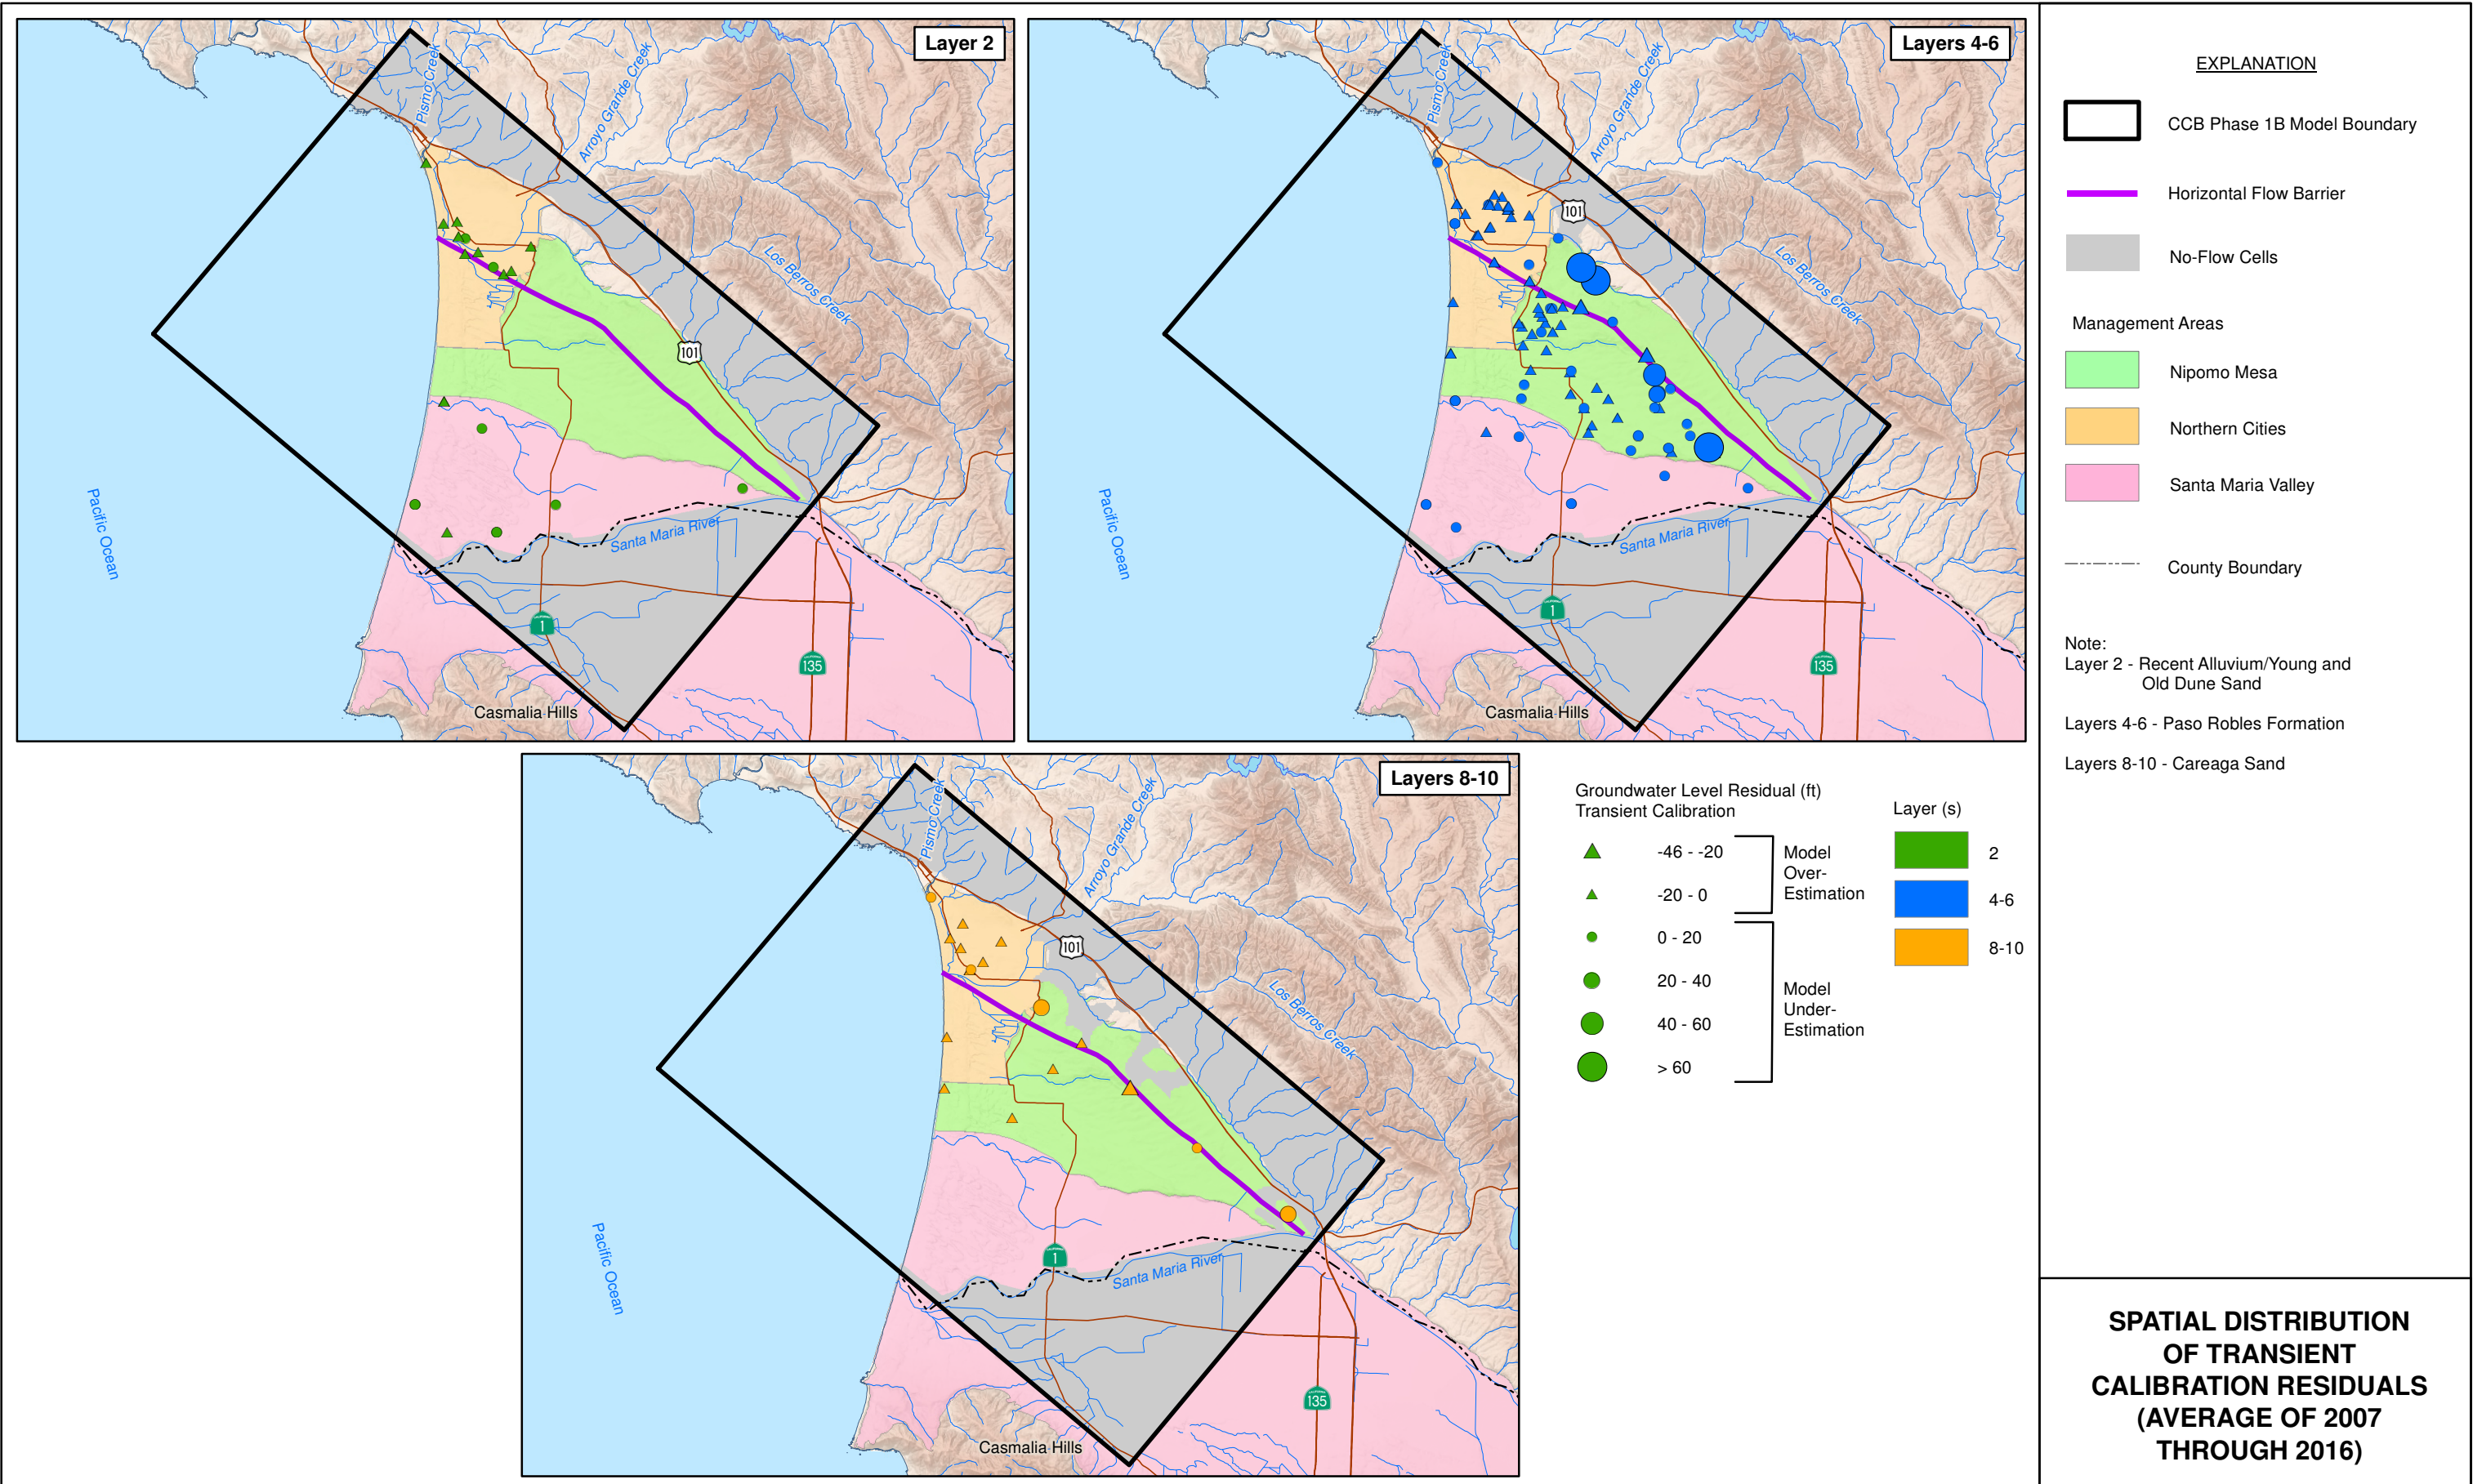 Layer 2
Pismo Creek
Arroyo Grande Creek
Los Berros Creek
101
Pacific Ocean
Santa Maria River
1
135
Casmalia Hills
Layers 4-6
Pismo Creek
Arroyo Grande Creek
101
Los Berros Creek
Pacific Ocean
Santa Maria River
1
135
Casmalia Hills
Layers 8-10
Pismo Creek
Arroyo Grande Creek
101
Los Berros Creek
Pacific Ocean
1
Santa Maria River
135
Casmalia Hills
Groundwater Level Residual (ft)
Transient Calibration
-46 - -20
-20 - 0
Model
Over-
Estimation
0 - 20
20 - 40
40 - 60
> 60
Model
Under-
Estimation
Layer (s)
2
4-6
8-10
EXPLANATION
CCB Phase 1B Model Boundary
Horizontal Flow Barrier
No-Flow Cells
Management Areas
Nipomo Mesa
Northern Cities
Santa Maria Valley
County Boundary
Note:
Layer 2 - Recent Alluvium/Young and
Old Dune Sand
Layers 4-6 - Paso Robles Formation
Layers 8-10 - Careaga Sand
SPATIAL DISTRIBUTION
OF TRANSIENT
CALIBRATION RESIDUALS
(AVERAGE OF 2007
THROUGH 2016)